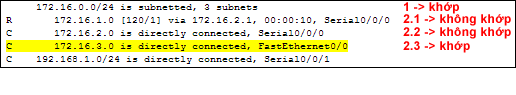 172.16.0.0/24 is subnetted, 3 subnets 1 -> khớp
R 172.16.1.0 [120/1] via 172.16.2.1, 00:00:10, Serial0/0/0 2.1 -> không khớp
C 172.16.2.0 is directly connected, Serial0/0/0 2.2 -> không khớp
C 172.16.3.0 is directly connected, FastEthernet0/0 2.3 -> khớp
C 192.168.1.0/24 is directly connected, Serial0/0/1